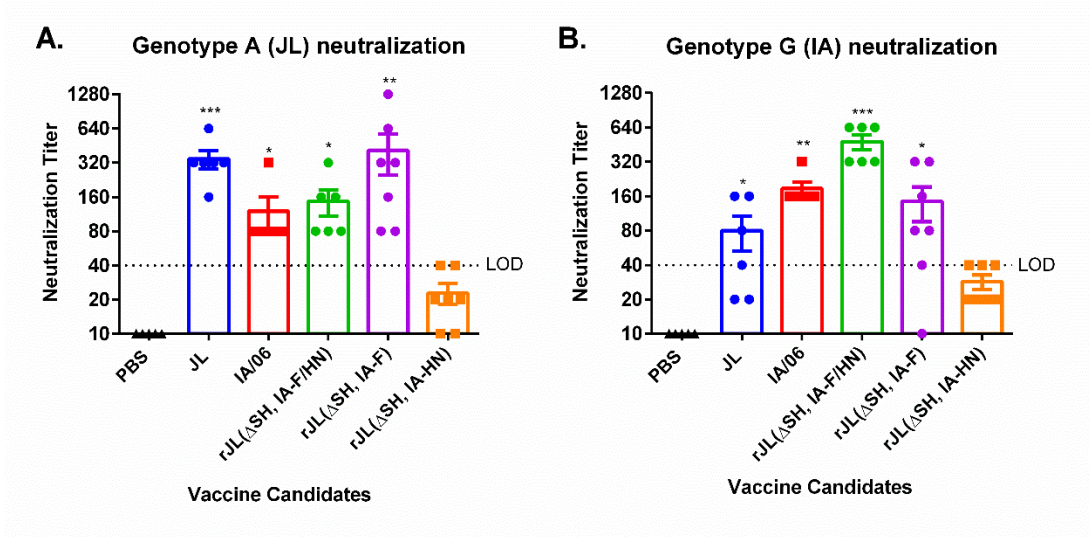 A.
Genotype A (JL) neutralization
***
*
*
**
Neutralization Titer
1280
640
320
160
80
40
20
10
LOD
PBS
JL
IA/06
rJL(ΔSH, IA-F/HN)
rJL(ΔSH, IA-F)
rJL(ΔSH, IA-HN)
Vaccine Candidates
B.
Genotype G (IA) neutralization
*
**
***
*
Neutralization Titer
1280
640
320
160
80
40
20
10
LOD
PBS
JL
IA/06
rJL(ΔSH, IA-F/HN)
rJL(ΔSH, IA-F)
rJL(ΔSH, IA-HN)
Vaccine Candidates